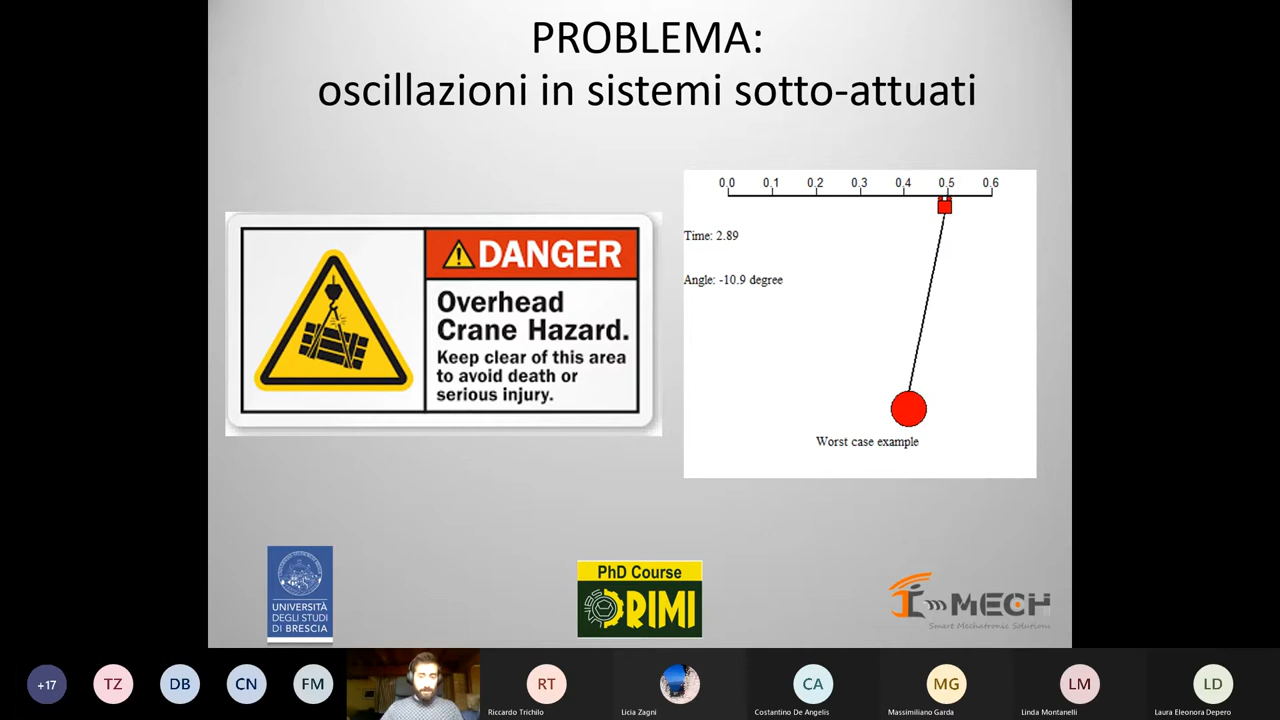 PROBLEMA:
oscillazioni in sistemi sotto-attuati
DANGER
Overhead
Crane Hazard.
Keep clear of this area
to avoid death or
serious injury.
0.0 0.1 0.2 0.3 0.4 0.5 0.6
Time: 2.89
Angle: -10.9 degree
Worst case example
UNIVERSITÀ
DEGLI STUDI
DI BRESCIA
PhD Course
DRIMI
I-MECH
Smart Mechatronic Solutions
+17
TZ
DB
CN
FM
RT
Riccardo Trichilo
Licia Zagni
CA
Costantino De Angelis
MG
Massimiliano Garda
LM
Linda Montanelli
LD
Laura Eleonora Depero